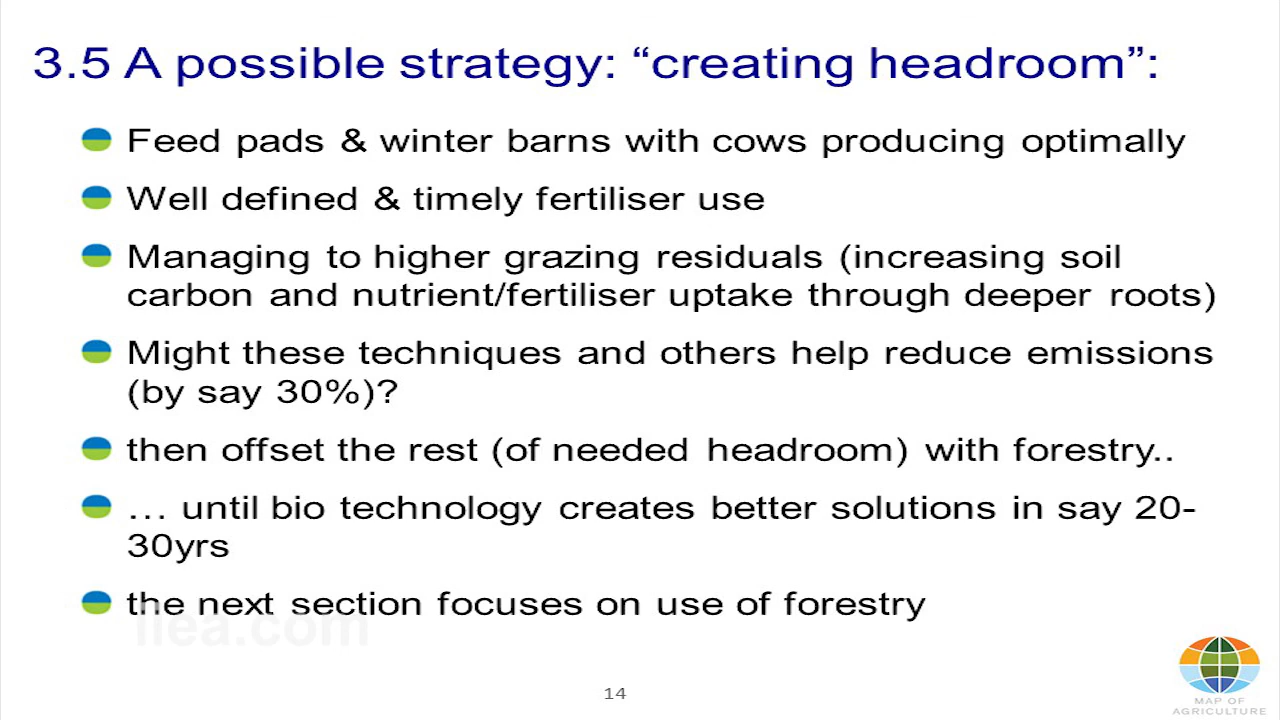 3.5 A possible strategy: “creating headroom”:
Feed pads & winter barns with cows producing optimally
Well defined & timely fertiliser use
Managing to higher grazing residuals (increasing soil
carbon and nutrient/fertiliser uptake through deeper roots)
Might these techniques and others help reduce emissions
(by say 30%)?
then offset the rest (of needed headroom) with forestry..
… until bio technology creates better solutions in say 20-
30yrs
the next section focuses on use of forestry
14
MAP OF
AGRICULTURE